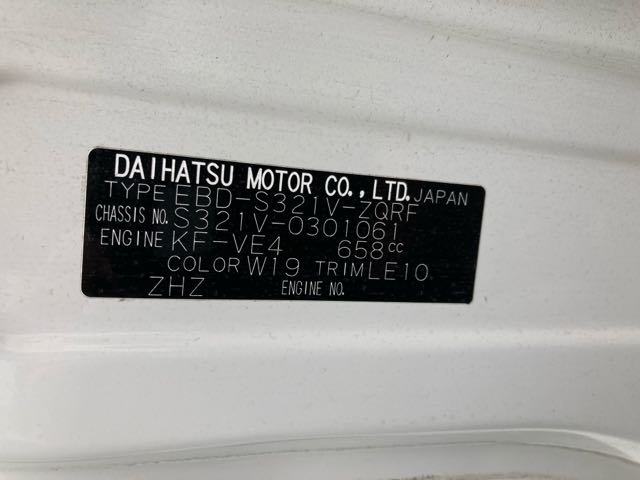 DAIHATSU MOTOR CO.,LTD. JAPAN
TYPE EBD-S321V-ZQRF
CHASSIS NO. S321V-0301061
ENGINE KF-VE4 658cc
COLOR W19 TRIM LE10
ZHZ ENGINE NO.